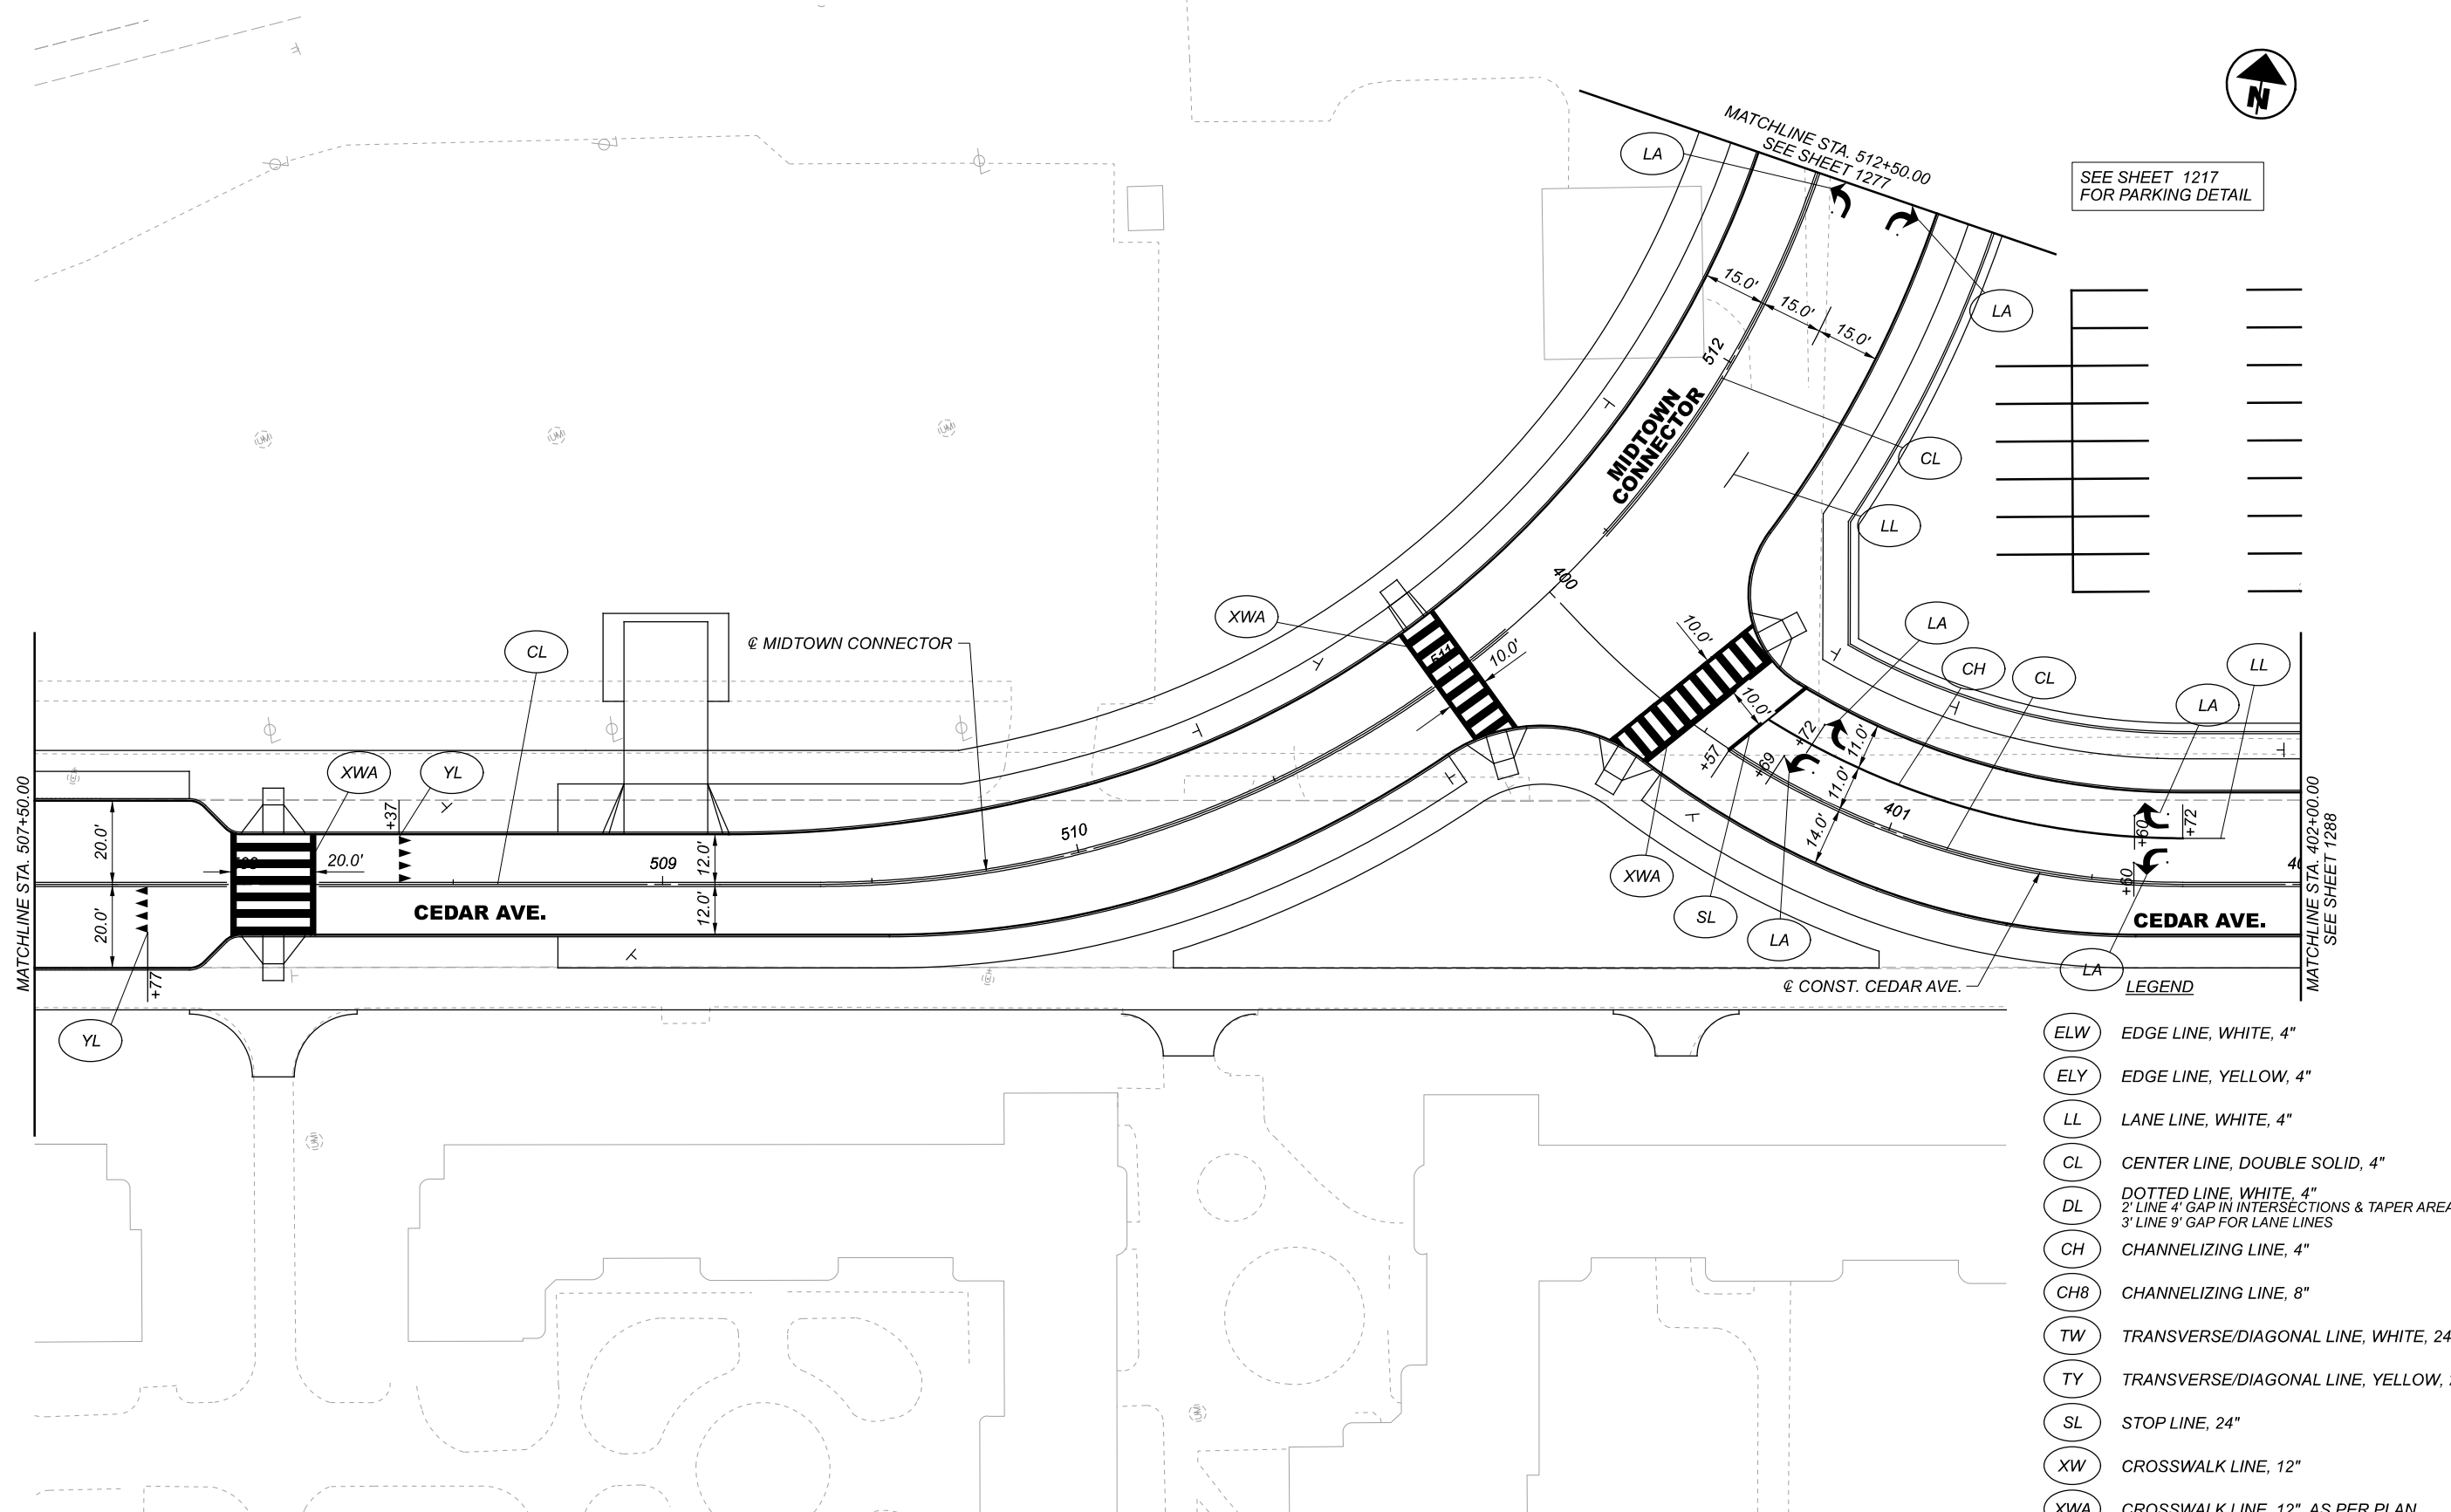 MATCHLINE STA. 512+50.00
SEE SHEET 1277
N
SEE SHEET 1217
FOR PARKING DETAIL
LA
LA
15.0'
15.0'
15.0'
512
MIDTOWN
CONNECTOR
CL
LL
400
XWA
℄ MIDTOWN CONNECTOR
CL
511
10.0'
10.0'
10.0'
LA
CH
CL
LL
LA
+57
+69
+72
11.0'
11.0'
14.0'
401
+60
+72
+60
MATCHLINE STA. 507+50.00
20.0'
20.0'
XWA
YL
+37
20.0'
509
12.0'
12.0'
510
CEDAR AVE.
+77
YL
XWA
SL
LA
LA
CEDAR AVE.
℄ CONST. CEDAR AVE.
MATCHLINE STA. 402+00.00
SEE SHEET 1288
LEGEND
ELW EDGE LINE, WHITE, 4"
ELY EDGE LINE, YELLOW, 4"
LL LANE LINE, WHITE, 4"
CL CENTER LINE, DOUBLE SOLID, 4"
DL DOTTED LINE, WHITE, 4"
2' LINE 4' GAP IN INTERSECTIONS & TAPER AREA
3' LINE 9' GAP FOR LANE LINES
CH CHANNELIZING LINE, 4"
CH8 CHANNELIZING LINE, 8"
TW TRANSVERSE/DIAGONAL LINE, WHITE, 24
TY TRANSVERSE/DIAGONAL LINE, YELLOW,
SL STOP LINE, 24"
XW CROSSWALK LINE, 12"
XWA CROSSWALK LINE, 12", AS PER PLAN